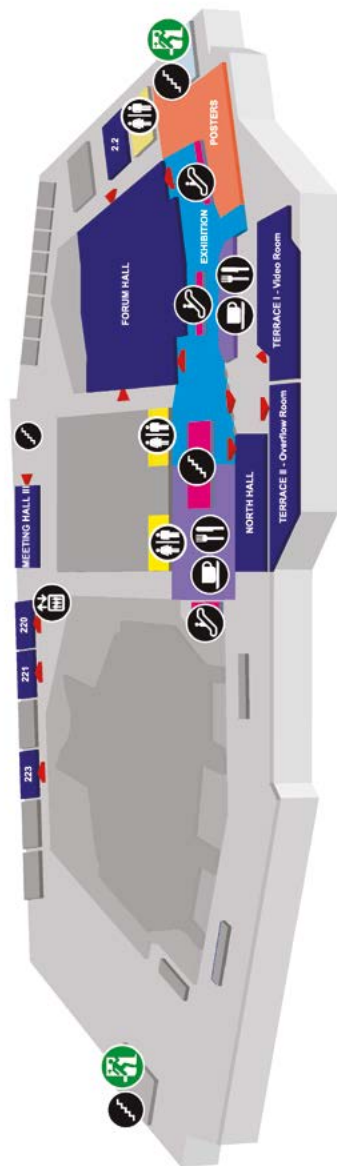 2.2
POSTERS
EXHIBITION
FORUM HALL
TERRACE I - Video Room
MEETING HALL III
NORTH HALL
TERRACE II - Overflow Room
220
221
223